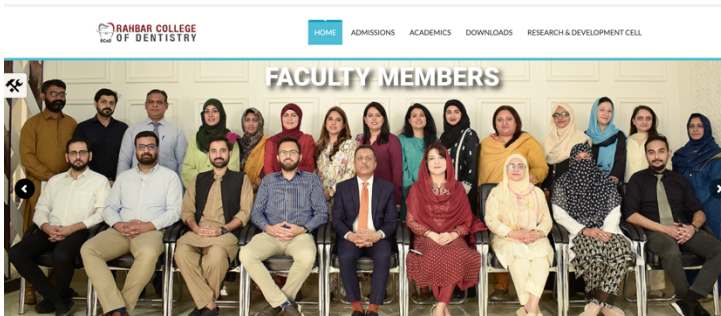 RAHBAR COLLEGE
OF DENTISTRY
RCoD
HOME ADMISSIONS ACADEMICS DOWNLOADS RESEARCH & DEVELOPMENT CELL
FACULTY MEMBERS